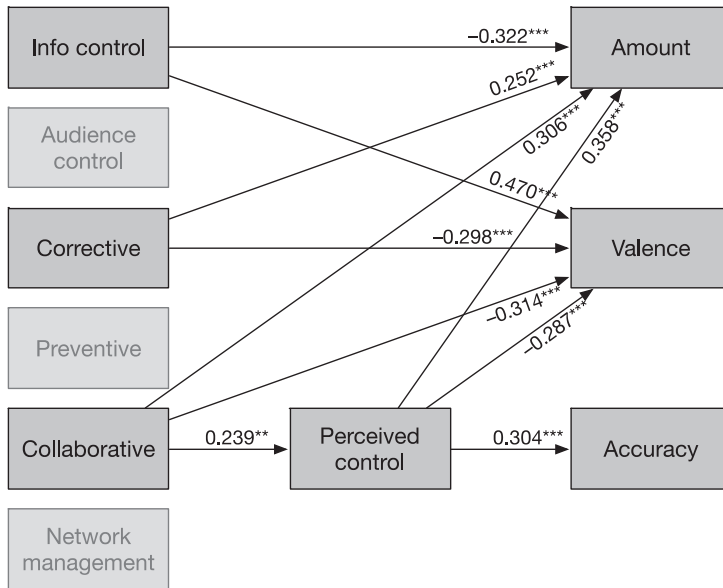 Info control
−0.322***
Amount
0.252***
Audience
control
0.306***
0.358***
0.470***
Corrective
−0.298***
Valence
Preventive
−0.314***
−0.287***
Collaborative
0.239**
Perceived
control
0.304***
Accuracy
Network
management